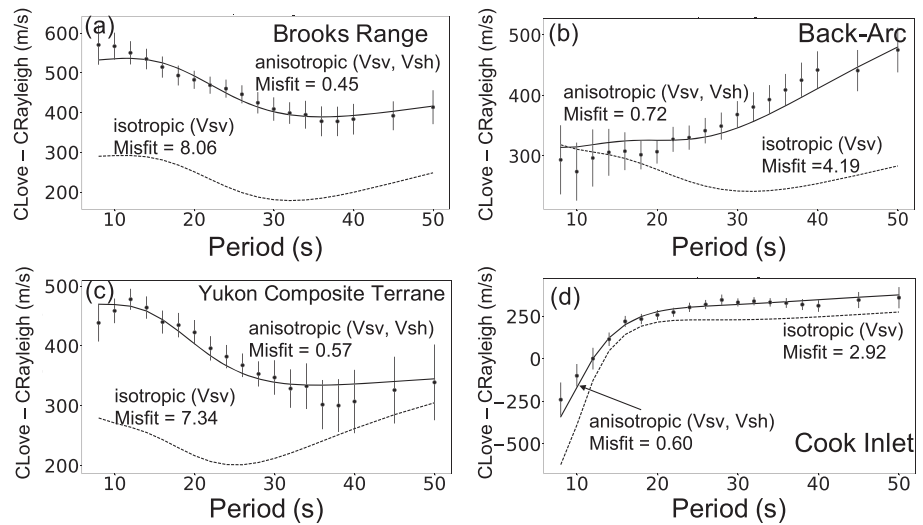 (a)
Brooks Range
anisotropic (Vsv, Vsh)
Misfit = 0.45
isotropic (Vsv)
Misfit = 8.06
CLove – CRayleigh (m/s)
600
500
400
300
200
10 20 30 40 50
Period (s)
(b)
Back-Arc
anisotropic (Vsv, Vsh)
Misfit = 0.72
isotropic (Vsv)
Misfit =4.19
CLove – CRayleigh (m/s)
500
400
300
200
10 20 30 40 50
Period (s)
(c)
Yukon Composite Terrane
anisotropic (Vsv, Vsh)
Misfit = 0.57
isotropic (Vsv)
Misfit = 7.34
CLove – CRayleigh (m/s)
500
400
300
200
10 20 30 40 50
Period (s)
(d)
isotropic (Vsv)
Misfit = 2.92
anisotropic (Vsv, Vsh)
Misfit = 0.60
Cook Inlet
CLove – CRayleigh (m/s)
250
0
−250
−500
10 20 30 40 50
Period (s)